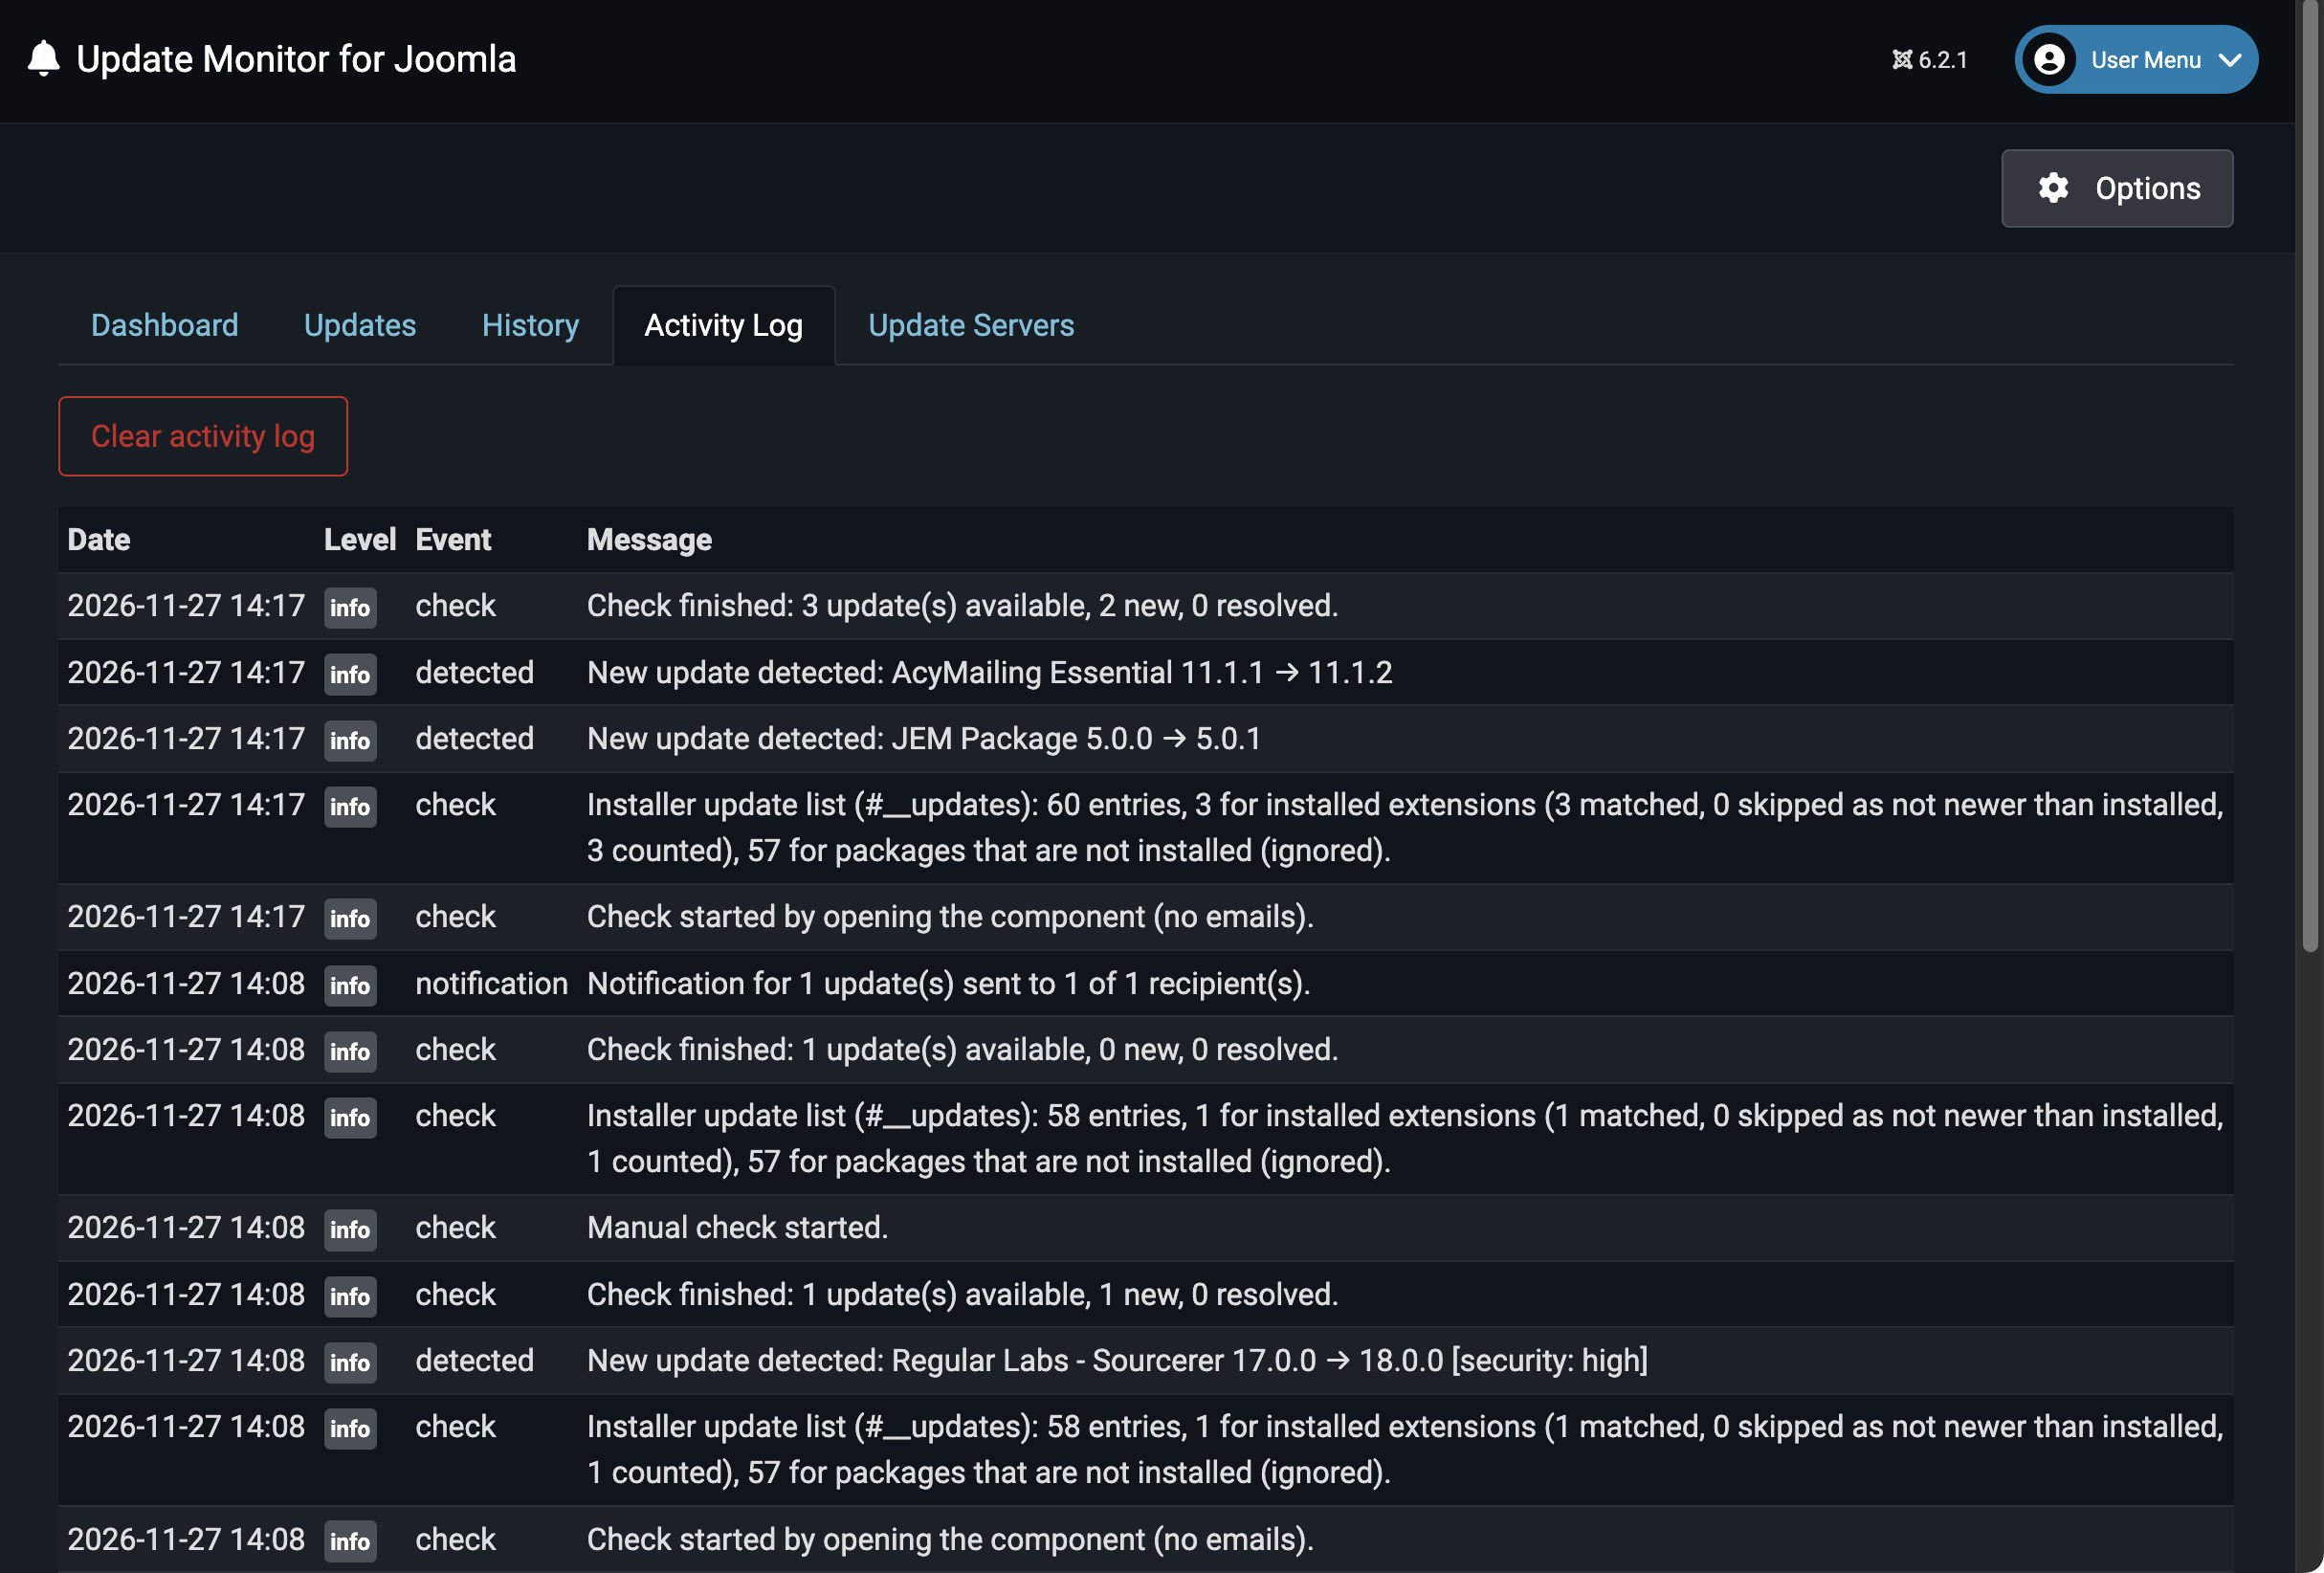 Update Monitor for Joomla
6.2.1
User Menu
Options
Dashboard Updates History Activity Log Update Servers
Clear activity log
Date Level Event Message
2026-11-27 14:17 info check Check finished: 3 update(s) available, 2 new, 0 resolved.
2026-11-27 14:17 info detected New update detected: AcyMailing Essential 11.1.1 → 11.1.2
2026-11-27 14:17 info detected New update detected: JEM Package 5.0.0 → 5.0.1
2026-11-27 14:17 info check Installer update list (#__updates): 60 entries, 3 for installed extensions (3 matched, 0 skipped as not newer than installed,
3 counted), 57 for packages that are not installed (ignored).
2026-11-27 14:17 info check Check started by opening the component (no emails).
2026-11-27 14:08 info notification Notification for 1 update(s) sent to 1 of 1 recipient(s).
2026-11-27 14:08 info check Check finished: 1 update(s) available, 0 new, 0 resolved.
2026-11-27 14:08 info check Installer update list (#__updates): 58 entries, 1 for installed extensions (1 matched, 0 skipped as not newer than installed,
1 counted), 57 for packages that are not installed (ignored).
2026-11-27 14:08 info check Manual check started.
2026-11-27 14:08 info check Check finished: 1 update(s) available, 1 new, 0 resolved.
2026-11-27 14:08 info detected New update detected: Regular Labs - Sourcerer 17.0.0 → 18.0.0 [security: high]
2026-11-27 14:08 info check Installer update list (#__updates): 58 entries, 1 for installed extensions (1 matched, 0 skipped as not newer than installed,
1 counted), 57 for packages that are not installed (ignored).
2026-11-27 14:08 info check Check started by opening the component (no emails).